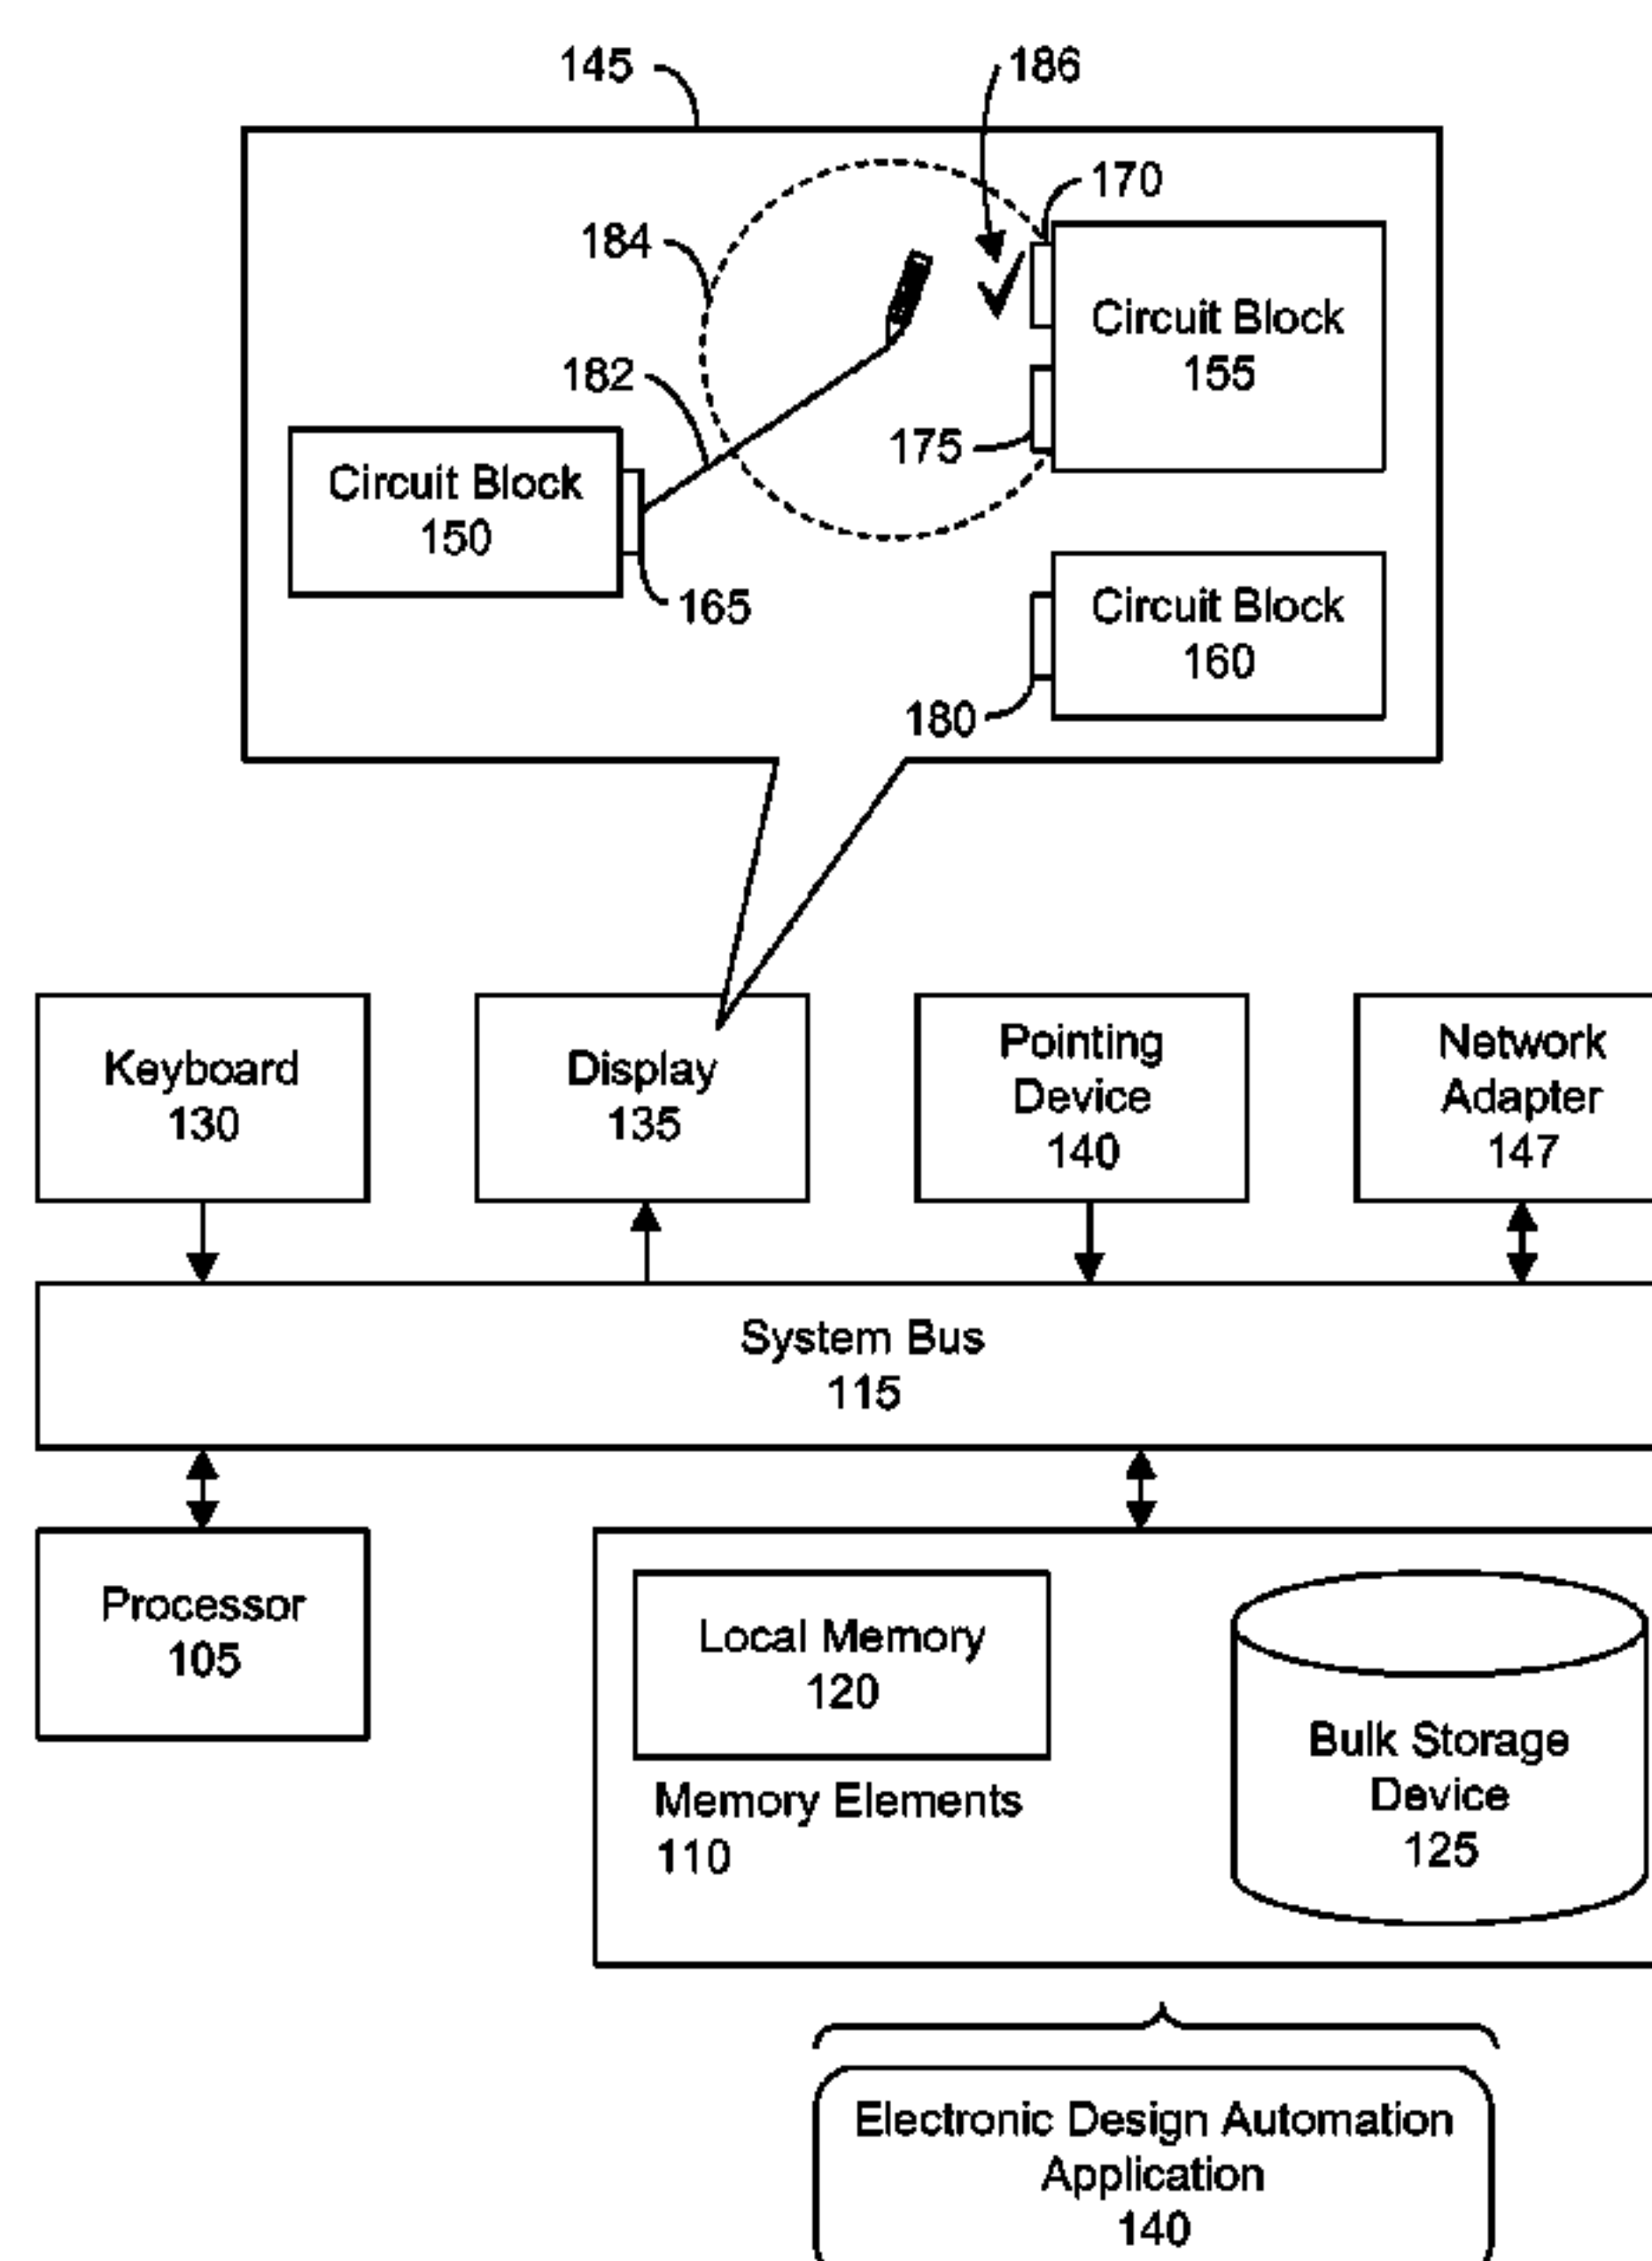 145
186
170
184
Circuit Block
155
182
175
Circuit Block
150
165
Circuit Block
160
180
Keyboard
130
Display
135
Pointing
Device
140
Network
Adapter
147
System Bus
115
Processor
105
Local Memory
120
Memory Elements
110
Bulk Storage
Device
125
Electronic Design Automation
Application
140